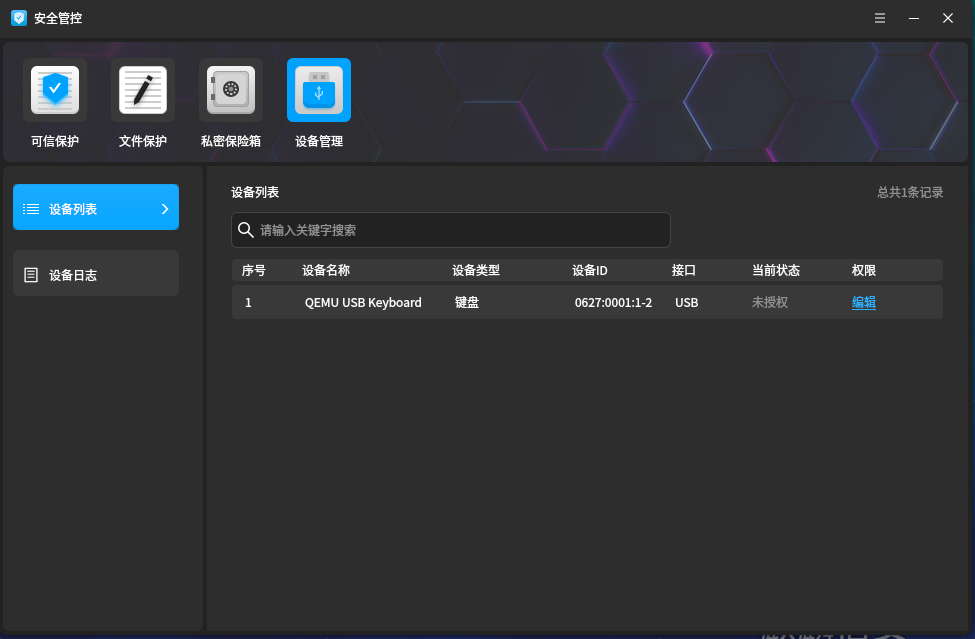 安全管控
可信保护 文件保护 私密保险箱 设备管理
设备列表
设备日志
设备列表 总共1条记录
请输入关键字搜索
序号 设备名称 设备类型 设备ID 接口 当前状态 权限
1 QEMU USB Keyboard 键盘 0627:0001:1-2 USB 未授权 编辑